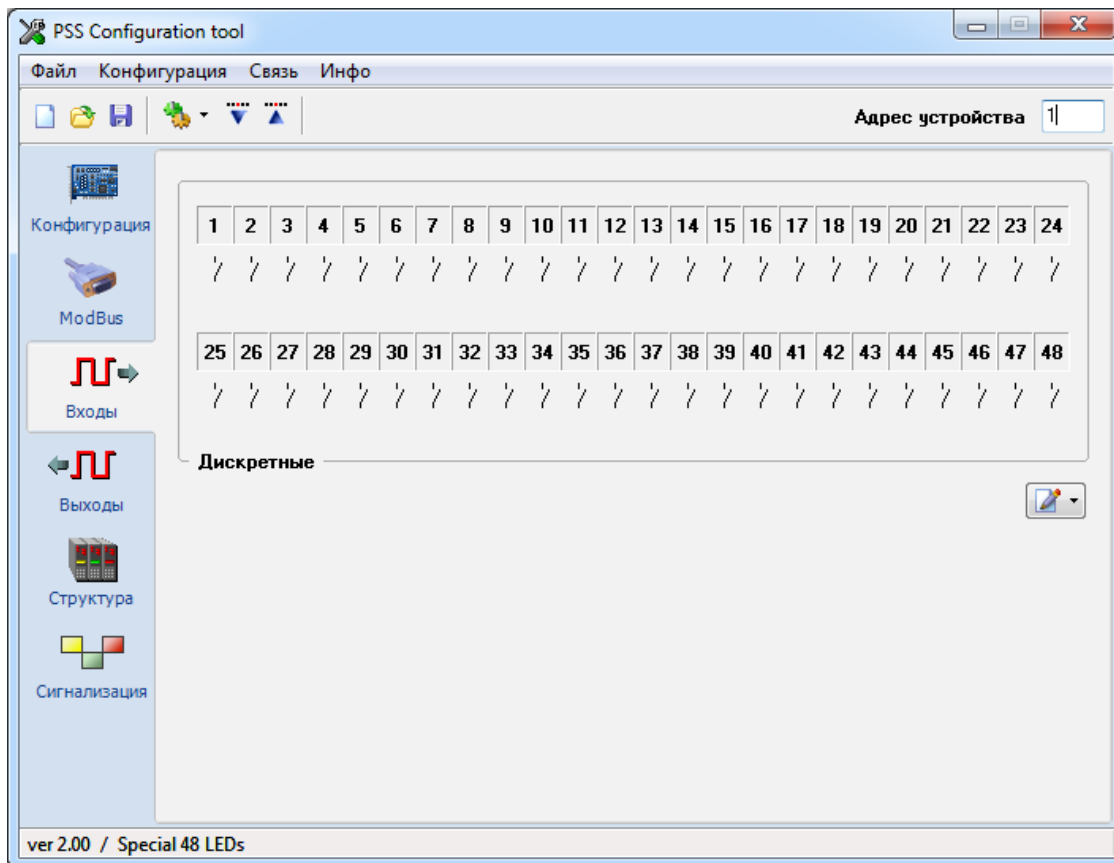 PSS Configuration tool
Файл Конфигурация Связь Инфо
Адрес устройства 1
Конфигурация
ModBus
Входы
Выходы
Структура
Сигнализация
1 2 3 4 5 6 7 8 9 10 11 12 13 14 15 16 17 18 19 20 21 22 23 24
25 26 27 28 29 30 31 32 33 34 35 36 37 38 39 40 41 42 43 44 45 46 47 48
Дискретные
ver 2.00 / Special 48 LEDs